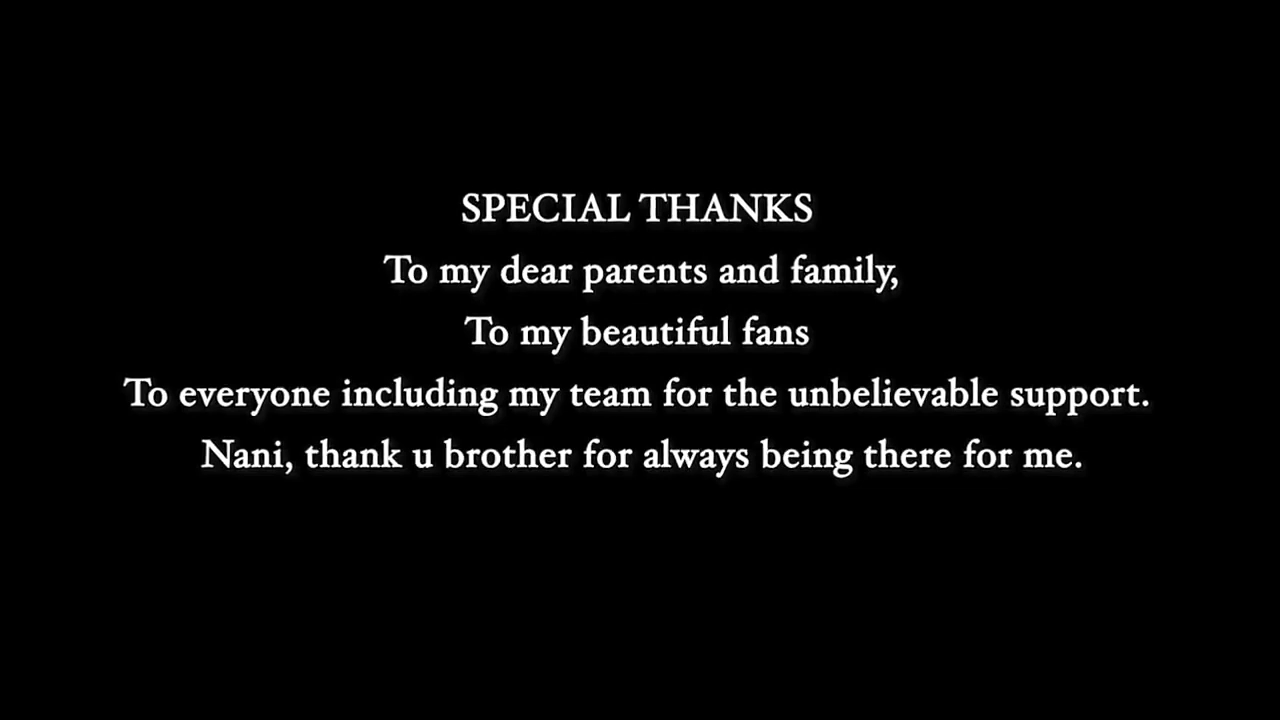 SPECIAL THANKS
To my dear parents and family,
To my beautiful fans
To everyone including my team for the unbelievable support.
Nani, thank u brother for always being there for me.